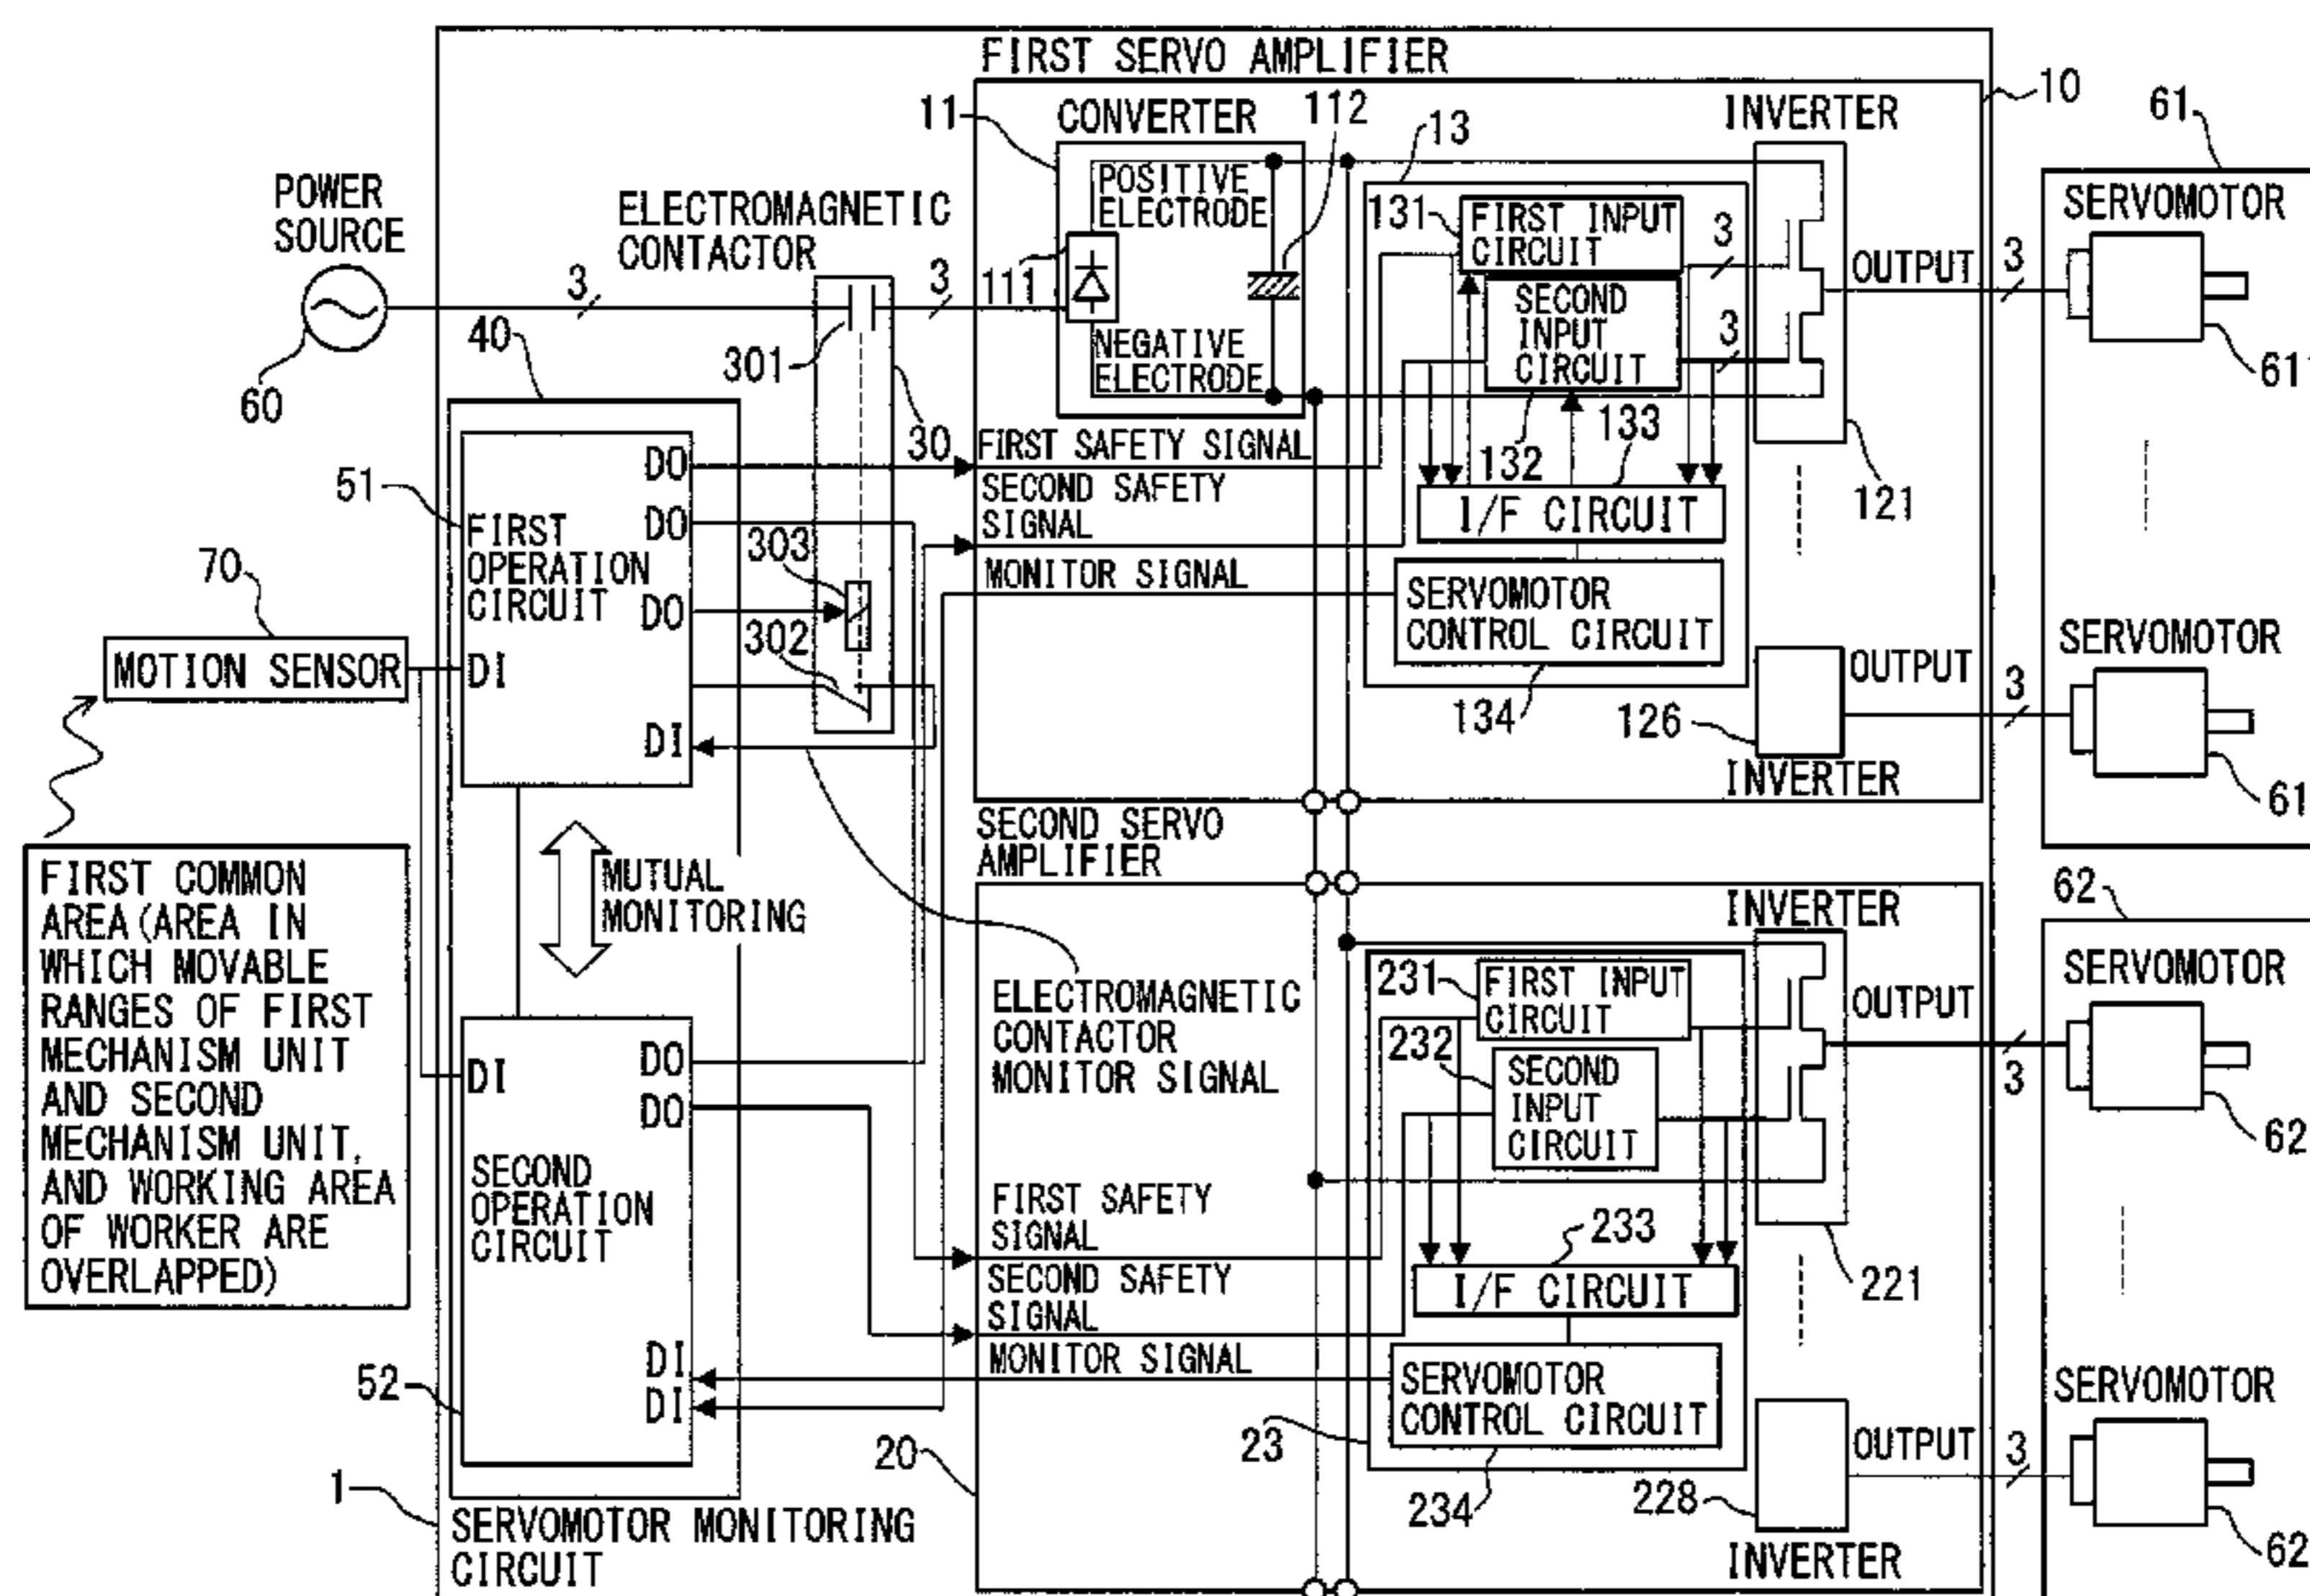 FIRST SERVO AMPLIFIER
10
11
CONVERTER
112
13
INVERTER
61
POWER
SOURCE
ELECTROMAGNETIC
CONTACTOR
POSITIVE
ELECTRODE
131
FIRST INPUT
CIRCUIT
3
SERVOMOTOR
3
3
111
OUTPUT
3
SECOND
INPUT
CIRCUIT
3
60
40
301
NEGATIVE
ELECTRODE
30
132
133
121
DO
FIRST SAFETY SIGNAL
51
DO
SECOND SAFETY
SIGNAL
I/F CIRCUIT
FIRST
OPERATION
CIRCUIT
303
MONITOR SIGNAL
70
DO
SERVOMOTOR
CONTROL CIRCUIT
302
MOTION SENSOR
DI
134
OUTPUT
3
SERVOMOTOR
DI
126
INVERTER
SECOND SERVO
AMPLIFIER
MUTUAL
MONITORING
FIRST COMMON
AREA(AREA IN
WHICH MOVABLE
RANGES OF FIRST
MECHANISM UNIT
AND SECOND
MECHANISM UNIT,
AND WORKING AREA
OF WORKER ARE
OVERLAPPED)
INVERTER
62
231
FIRST INPUT
CIRCUIT
SERVOMOTOR
ELECTROMAGNETIC
CONTACTOR
MONITOR SIGNAL
OUTPUT
3
232
SECOND
INPUT
CIRCUIT
DI
DO
DO
SECOND
OPERATION
CIRCUIT
FIRST SAFETY
SIGNAL
233
SECOND SAFETY
SIGNAL
I/F CIRCUIT
221
52
DI
DI
MONITOR SIGNAL
SERVOMOTOR
CONTROL CIRCUIT
SERVOMOTOR
20
23
234
228
OUTPUT
3
1
SERVOMOTOR MONITORING
CIRCUIT
INVERTER